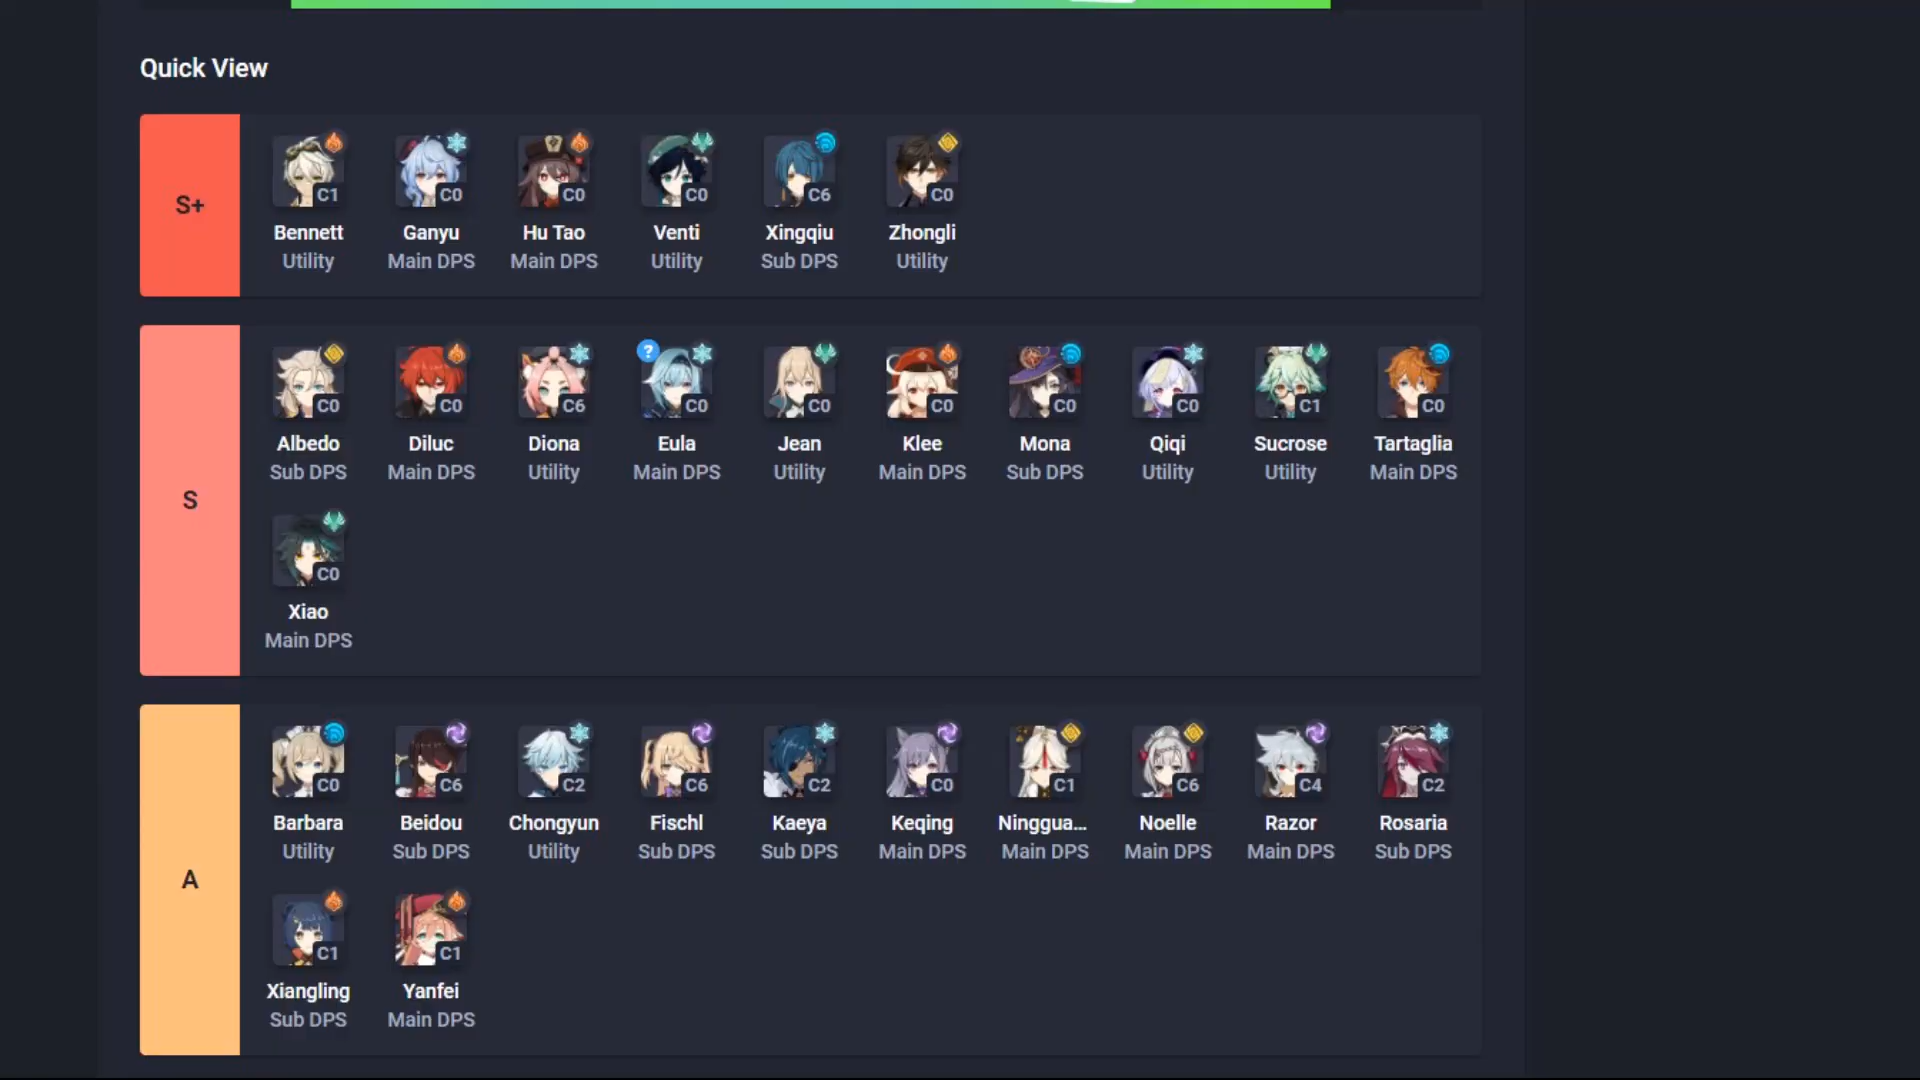 Quick View
S+
C1 C0 C0 C0 C6 C0
Bennett Ganyu Hu Tao Venti Xingqiu Zhongli
Utility Main DPS Main DPS Utility Sub DPS Utility
S
?
C0 C0 C6 C0 C0 C0 C0 C0 C1 C0
Albedo Diluc Diona Eula Jean Klee Mona Qiqi Sucrose Tartaglia
Sub DPS Main DPS Utility Main DPS Utility Main DPS Sub DPS Utility Utility Main DPS
C0
Xiao
Main DPS
A
C0 C6 C2 C6 C2 C0 C1 C6 C4 C2
Barbara Beidou Chongyun Fischl Kaeya Keqing Ninggua... Noelle Razor Rosaria
Utility Sub DPS Utility Sub DPS Sub DPS Main DPS Main DPS Main DPS Main DPS Sub DPS
C1 C1
Xiangling Yanfei
Sub DPS Main DPS